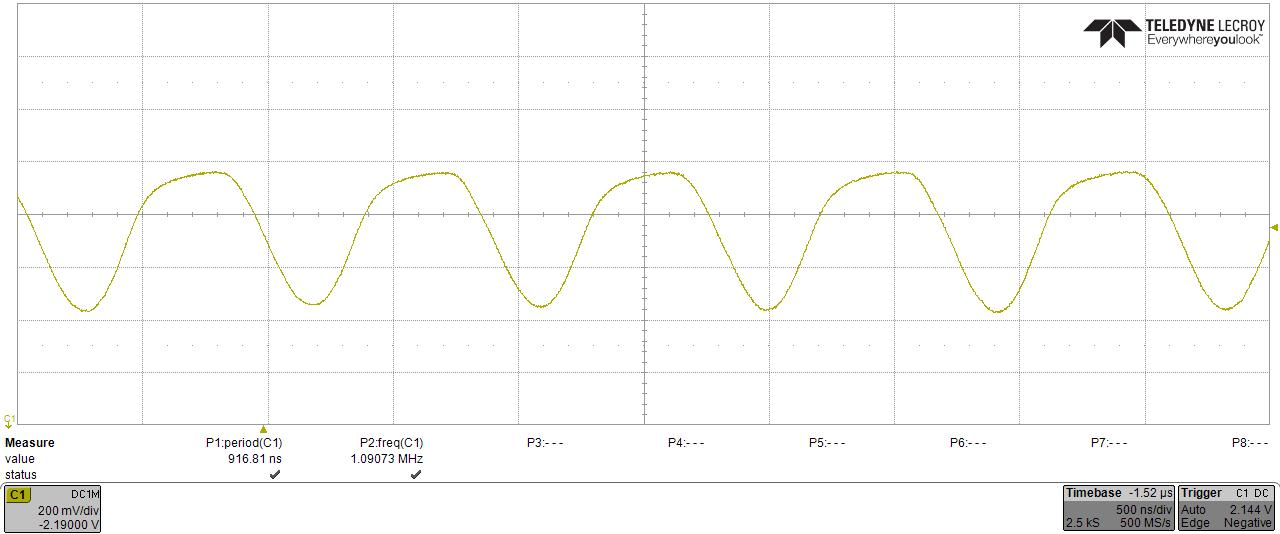 TELEDYNE LECROY
Everywhereyoulook™
C1
Measure P1:period(C1) P2:freq(C1) P3:--- P4:--- P5:--- P6:--- P7:--- P8:---
value 916.81 ns 1.09073 MHz
status ✔ ✔
C1 DC1M
200 mV/div
-2.19000 V
Timebase -1.52 µs
500 ns/div
2.5 kS 500 MS/s
Trigger C1 DC
Auto 2.144 V
Edge Negative